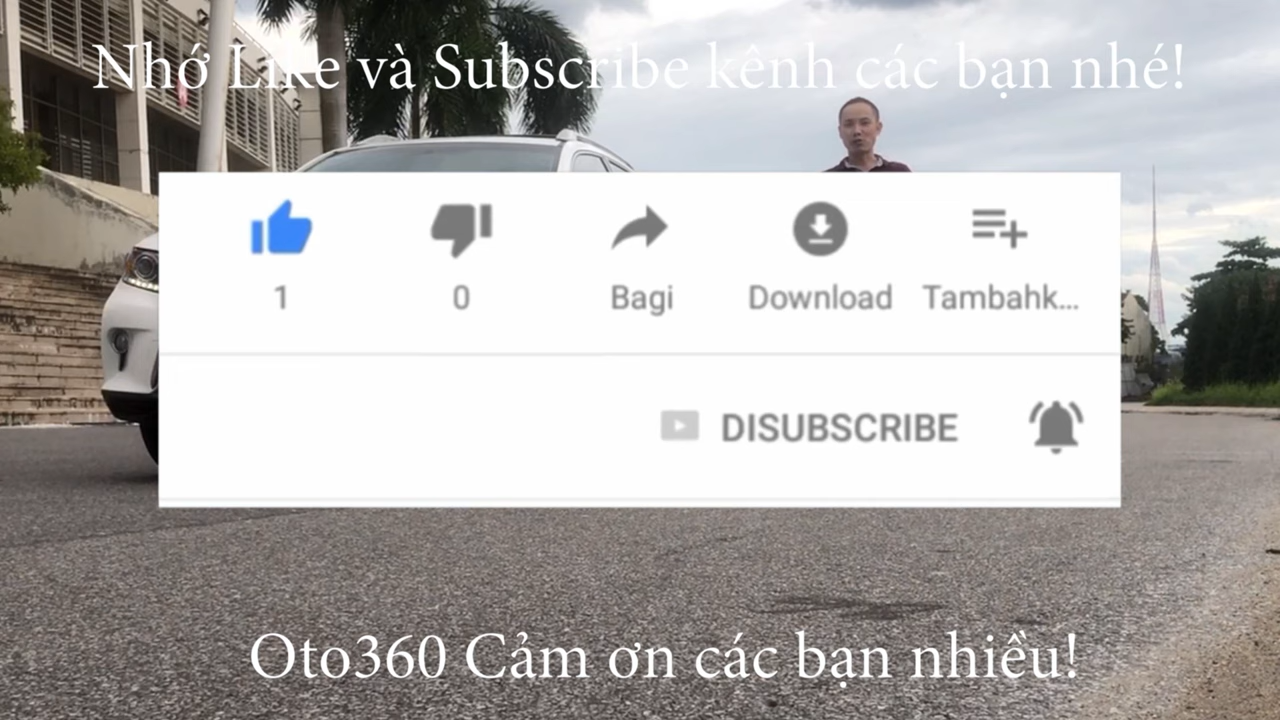 Nhớ Like và Subscribe kênh các bạn nhé!
1 0 Bagi Download Tambahk...
DISUBSCRIBE
Oto360 Cảm ơn các bạn nhiều!